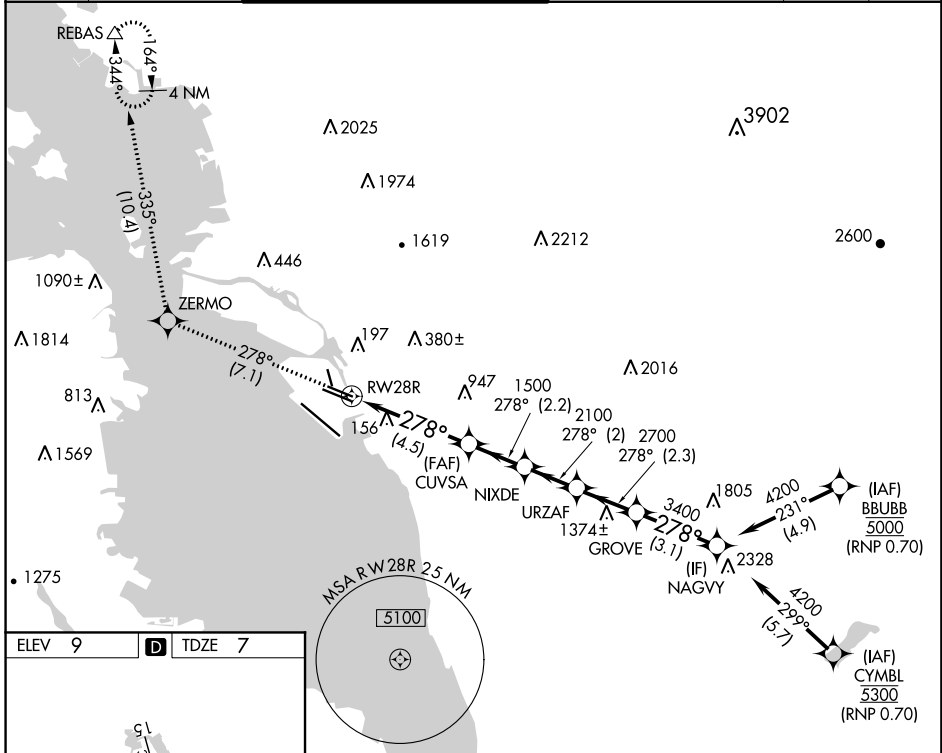 REBAS
344°
164°
4 NM
2025
3902
1974
335°
(10.4)
1619
2212
2600
446
1090±
ZERMO
1814
197
380±
278°
(7.1)
RW28R
2016
813
947
1500
278° (2.2)
2100
278° (2)
2700
278° (2.3)
156
278°
(4.5)
1569
(FAF)
CUVSA
NIXDE
URZAF
1374±
GROVE
3400
278°
(3.1)
1805
4200
231°
(4.9)
(IAF)
BBUBB
5000
(RNP 0.70)
(IF)
NAGVY
2328
1275
MSA RW28R 25 NM
5100
4200
299°
(5.7)
(IAF)
CYMBL
5300
(RNP 0.70)
ELEV 9 D TDZE 7
15